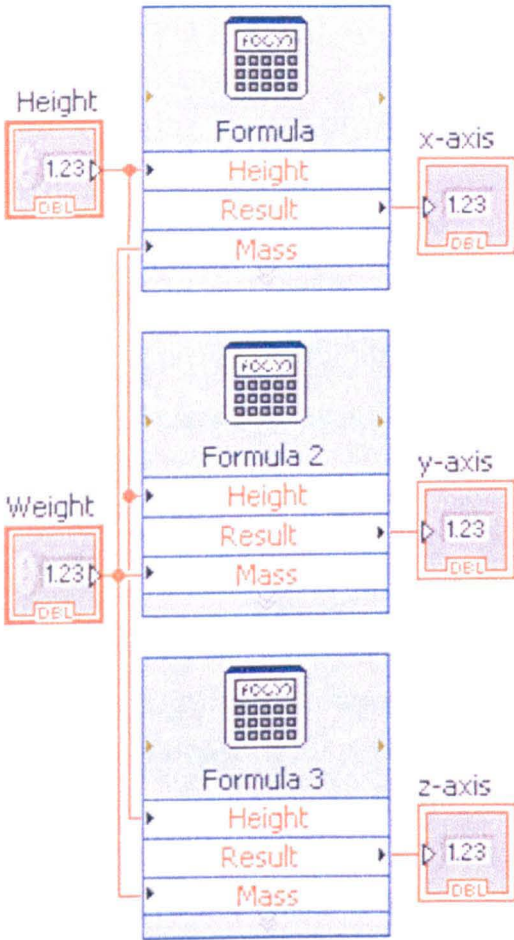 Height
1.23
DBL
Formula
Height
Result
Mass
x-axis
1.23
DBL
Weight
1.23
DBL
Formula 2
Height
Result
Mass
y-axis
1.23
DBL
Formula 3
Height
Result
Mass
z-axis
1.23
DBL